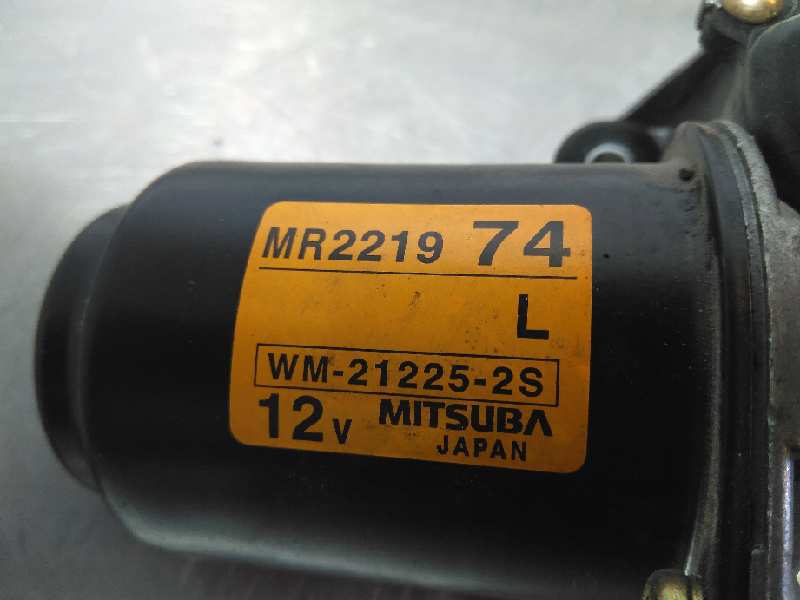 MR2219 74
L
WM-21225-2S
12V MITSUBA
JAPAN